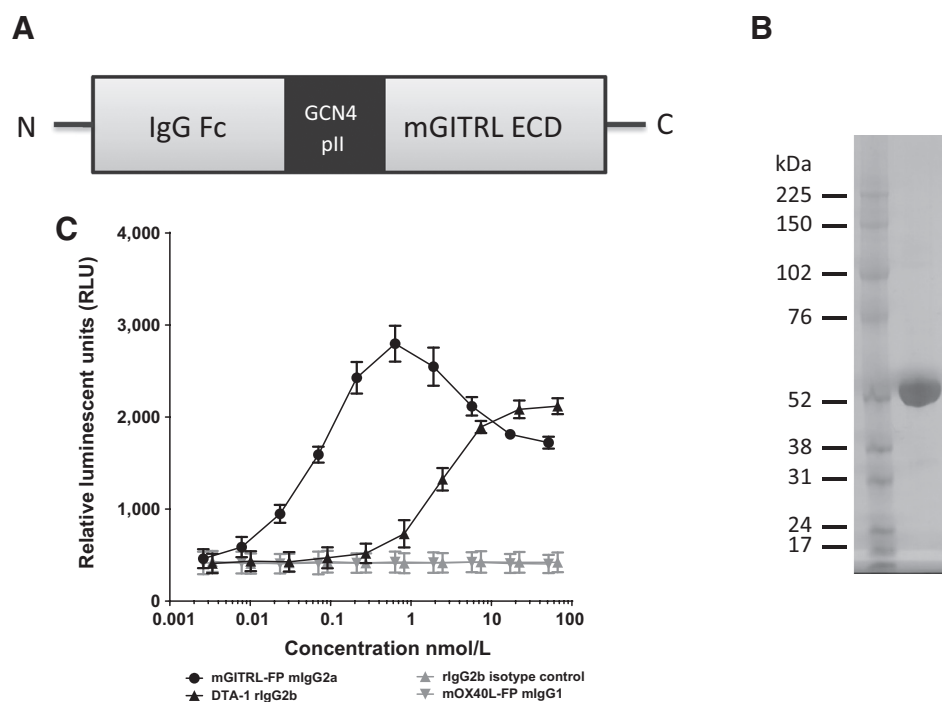 A
B
N
IgG Fc
GCN4
pII
mGITRL ECD
C
kDa
225
150
102
76
52
38
31
24
17
C
Relative luminescent units (RLU)
4,000
3,000
2,000
1,000
0
0.001
0.01
0.1
1
10
100
Concentration nmol/L
mGITRL-FP mIgG2a
DTA-1 rIgG2b
rIgG2b isotype control
mOX40L-FP mIgG1